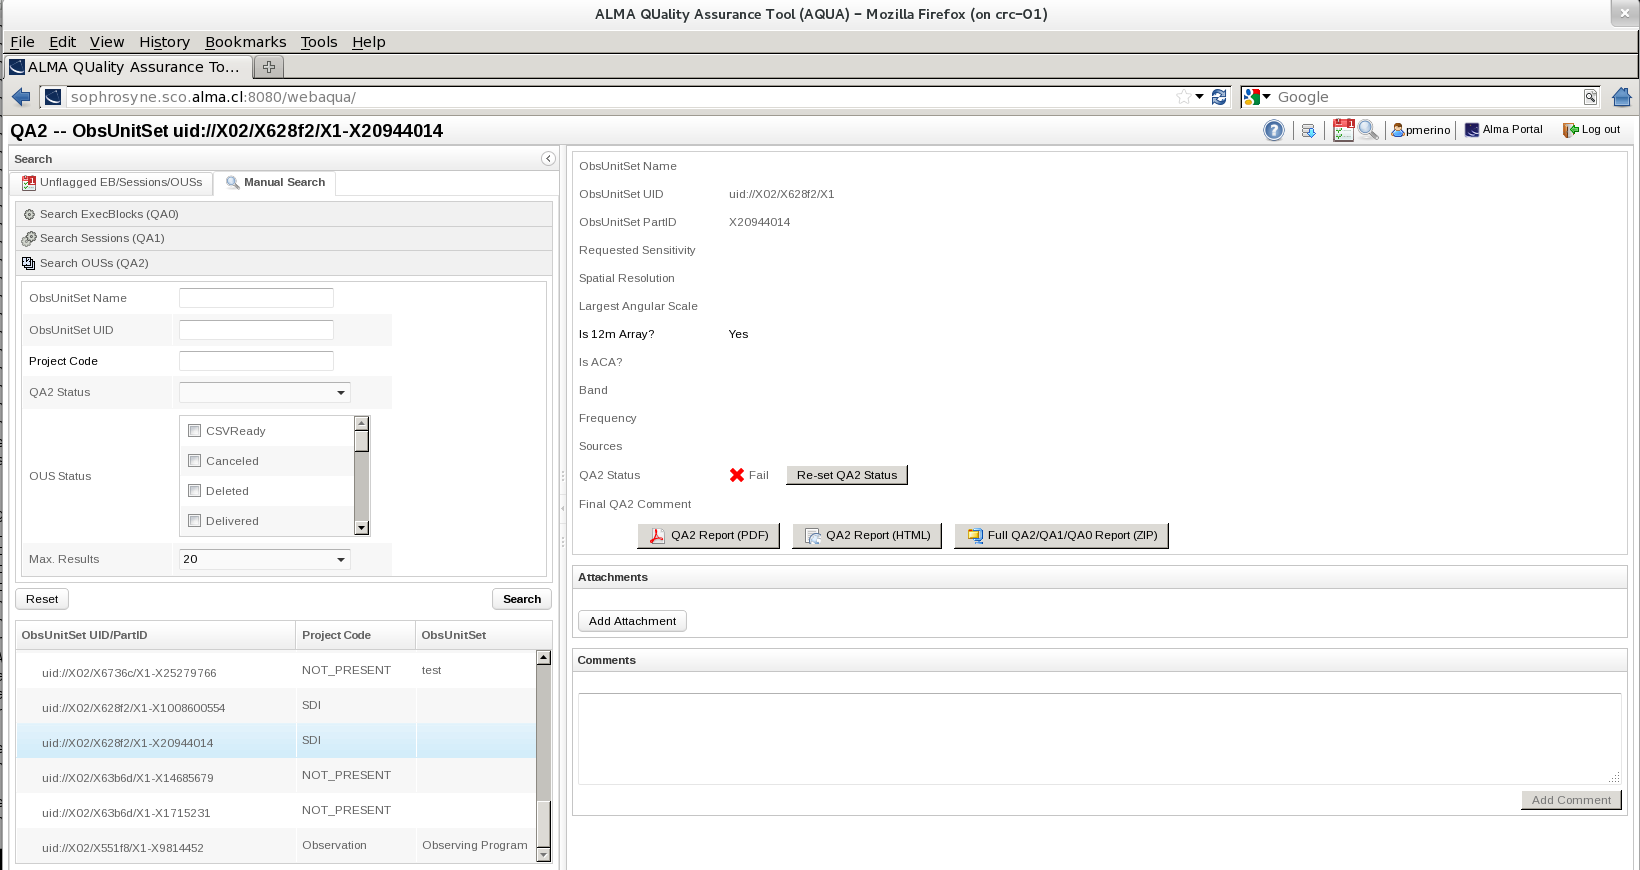 ALMA QUality Assurance Tool (AQUA) - Mozilla Firefox (on crc-01)
File Edit View History Bookmarks Tools Help
ALMA QUality Assurance To...
sophrosyne.sco.alma.cl:8080/webaqua/
Google
QA2 -- ObsUnitSet uid://X02/X628f2/X1-X20944014
pmerino
Alma Portal
Log out
Search
Unflagged EB/Sessions/OUSs
Manual Search
Search ExecBlocks (QA0)
Search Sessions (QA1)
Search OUSs (QA2)
ObsUnitSet Name
ObsUnitSet UID
Project Code
QA2 Status
OUS Status
CSVReady
Canceled
Deleted
Delivered
Max. Results 20
Reset
Search
ObsUnitSet UID/PartID Project Code ObsUnitSet
uid://X02/X6736c/X1-X25279766 NOT_PRESENT test
uid://X02/X628f2/X1-X1008600554 SDI
uid://X02/X628f2/X1-X20944014 SDI
uid://X02/X63b6d/X1-X14685679 NOT_PRESENT
uid://X02/X63b6d/X1-X1715231 NOT_PRESENT
uid://X02/X551f8/X1-X9814452 Observation Observing Program
ObsUnitSet Name
ObsUnitSet UID uid://X02/X628f2/X1
ObsUnitSet PartID X20944014
Requested Sensitivity
Spatial Resolution
Largest Angular Scale
Is 12m Array? Yes
Is ACA?
Band
Frequency
Sources
QA2 Status Fail Re-set QA2 Status
Final QA2 Comment
QA2 Report (PDF) QA2 Report (HTML) Full QA2/QA1/QA0 Report (ZIP)
Attachments
Add Attachment
Comments
Add Comment